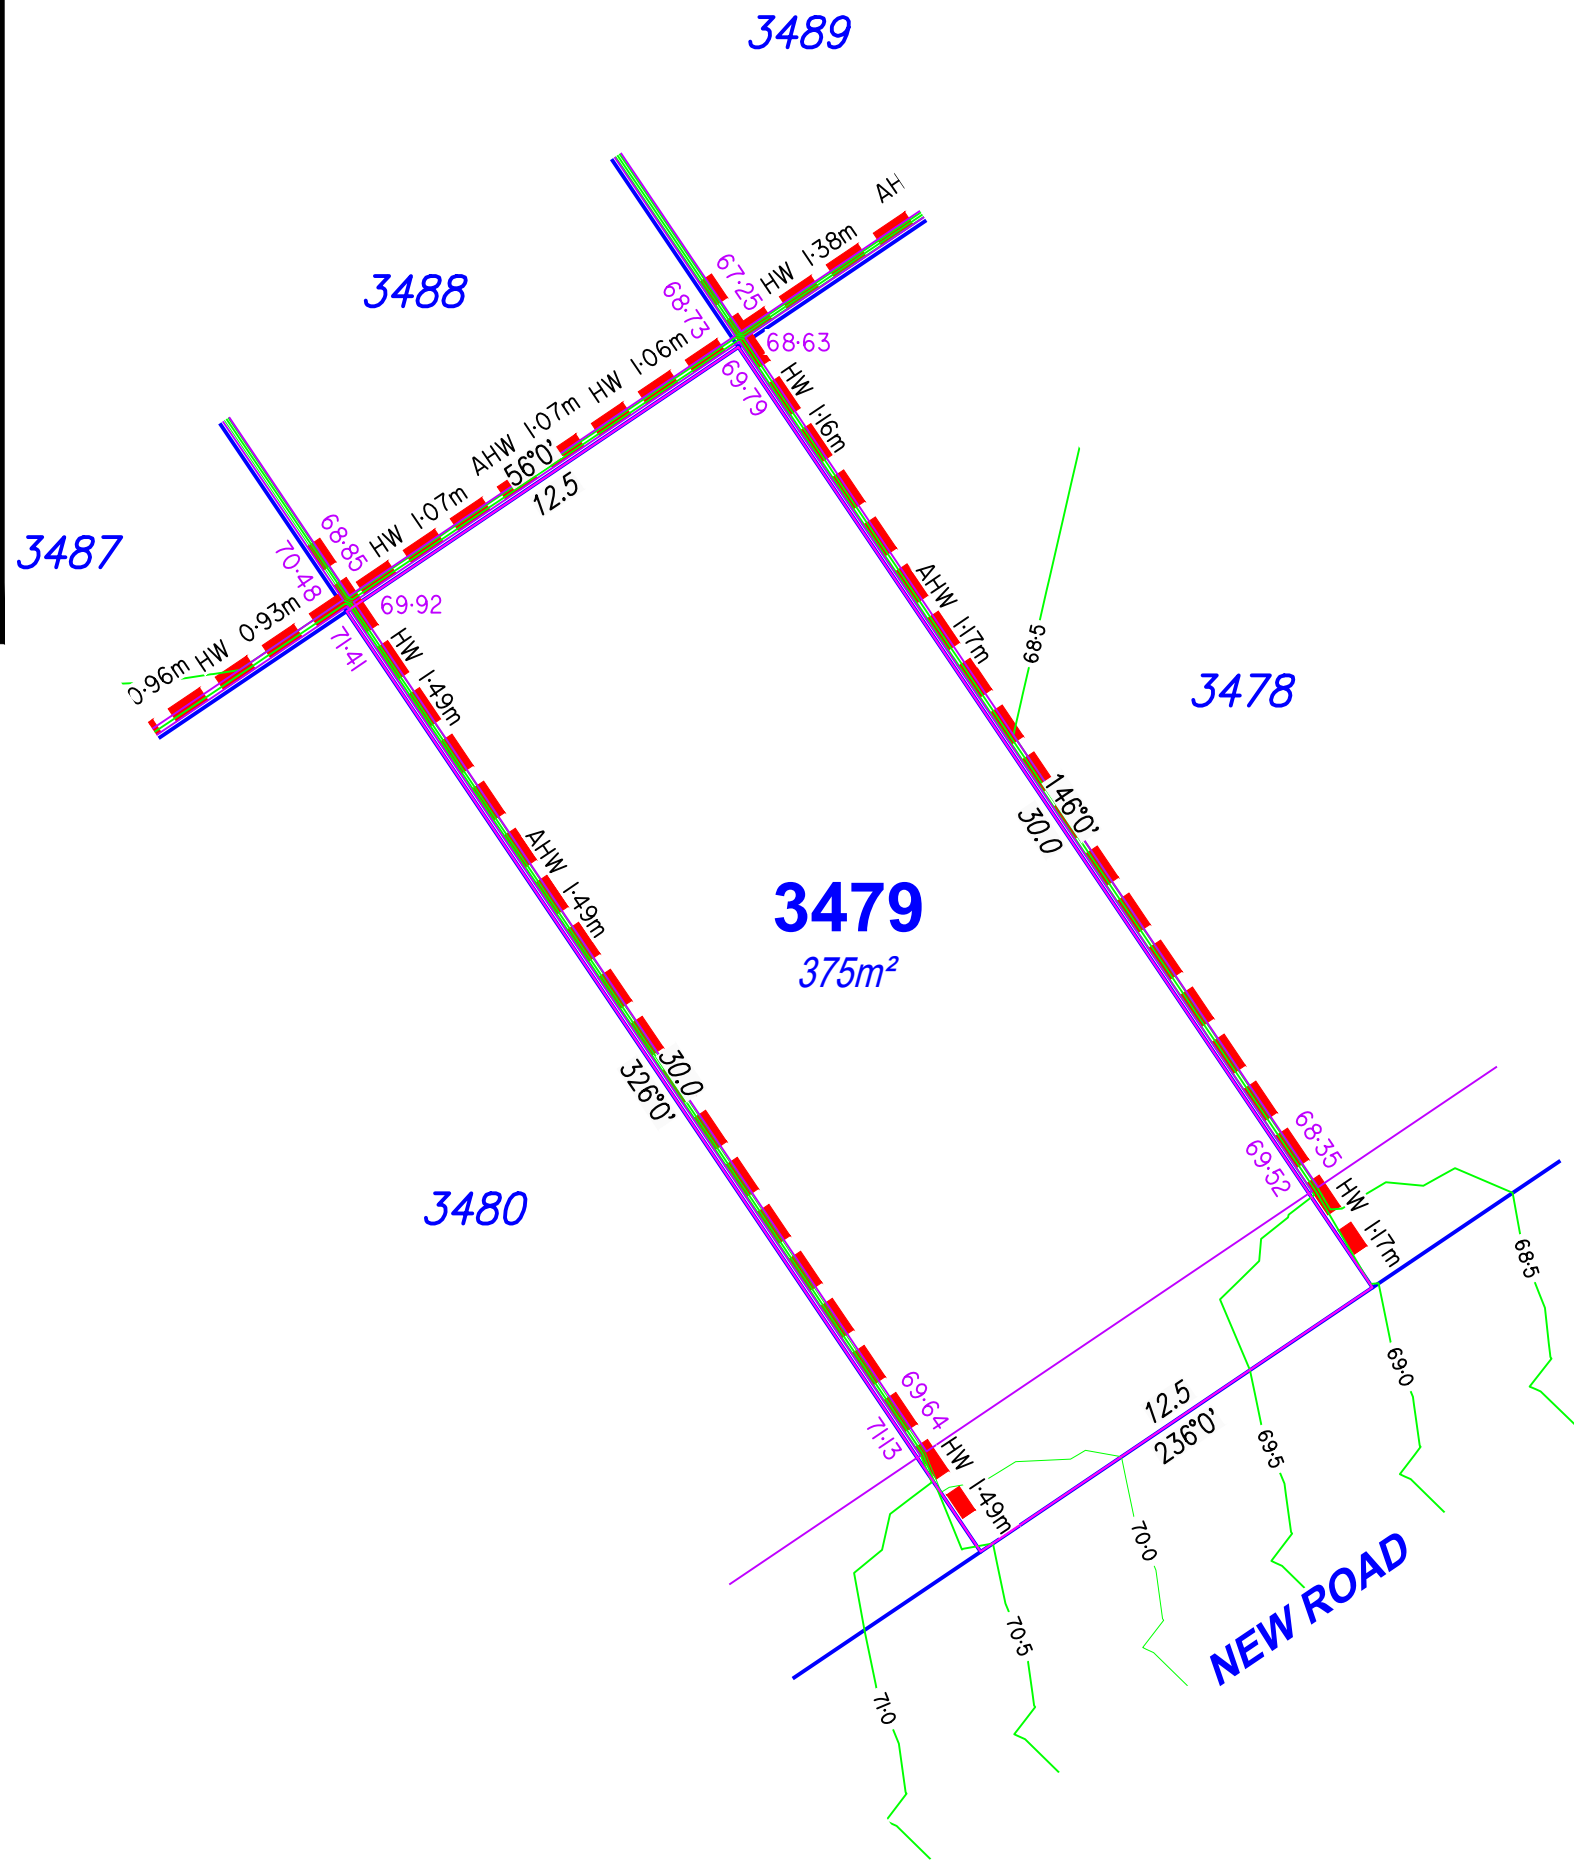 3489
AH
HW 1·38m
67·25
68·73
3488
68·63
HW 1·06m
69·79
HW 1·16m
AHW 1·07m
56°0'
12.5
HW 1·07m
68·85
70·48
3487
69·92
HW 0·93m
0·96m
71·41
HW 1·49m
AHW 1·17m
68·5
3478
146°0'
30.0
AHW 1·49m
3479
375m²
30.0
326°0'
3480
68·35
69·52
HW 1·17m
68·5
69·0
69·64
71·13
12.5
236°0'
HW 1·49m
69·5
70·0
NEW ROAD
70·5
71·0